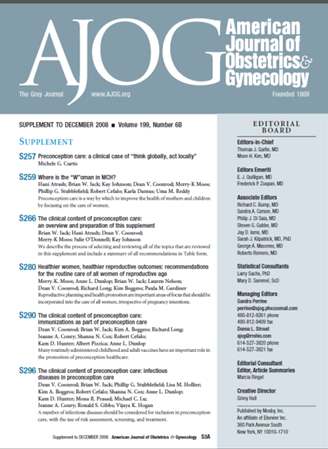 AJOG
American
Journal of
Obstetrics&
Gynecology
The Gray Journal
www.AJOG.org
Founded 1869
SUPPLEMENT TO DECEMBER 2008 ■ Volume 199, Number 6B
SUPPLEMENT
S257 Preconception care: a clinical case of "think globally, act locally"
Michele G. Curtis
S259 Where is the "W"oman in MCH?
Hani Atrash; Brian W. Jack; Kay Johnson; Dean V. Coonrod; Merry-K Moos;
Phillip G. Stubblefield; Robert Cefalo; Karla Damus; Uma M. Reddy
Preconception care is a way by which to improve the health of mothers and children
by focusing on the care of women.
S266 The clinical content of preconception care:
an overview and preparation of this supplement
Brian W. Jack; Hani Atrash; Dean V. Coonrod;
Merry-K Moos; Julie O'Donnell; Kay Johnson
We describe the process of selecting and reviewing all of the topics that are reviewed
in this supplement and include a summary of all recommendations in Table form.
S280 Healthier women, healthier reproductive outcomes: recommendations
for the routine care of all women of reproductive age
Merry-K. Moos; Anne L. Dunlop; Brian W. Jack; Lauren Nelson;
Dean V. Coonrod; Richard Long; Kim Boggess; Paula M. Gardiner
Reproductive planning and health promotion are important areas of focus that should be
incorporated into the care of all women, irrespective of pregnancy intentions.
S290 The clinical content of preconception care:
immunizations as part of preconception care
Dean V. Coonrod; Brian W. Jack; Kim A. Boggess; Richard Long;
Jeanne A. Conry; Shanna N. Cox; Robert Cefalo;
Kam D. Hunter; Albert Pizzica; Anne L. Dunlop
Many routinely administered childhood and adult vaccines have an important role in
the promotion of preconception healthcare.
S296 The clinical content of preconception care: infectious
diseases in preconception care
Dean V. Coonrod; Brian W. Jack; Phillip G. Stubblefield; Lisa M. Hollier;
Kim A. Boggess; Robert Cefalo; Shanna N. Cox; Anne L. Dunlop;
Kam D. Hunter; Mona R. Prasad; Michael C. Lu;
Jeanne A. Conry; Ronald S. Gibbs; Vijaya K. Hogan
A number of infectious diseases should be considered for inclusion in preconception
care, with the use of risk assessment, screening, and treatment.
Supplement to DECEMBER 2008 American Journal of Obstetrics & Gynecology S3A
EDITORIAL
BOARD
Editors-in-Chief
Thomas J. Garite, MD
Moon H. Kim, MD
Editors Emeriti
E. J. Quilligan, MD
Frederick P. Zuspan, MD
Associate Editors
Richard C. Bump, MD
Sandra A. Carson, MD
Philip J. Di Saia, MD
Steven G. Gabbe, MD
Jay D. Iams, MD
Sarah J. Kilpatrick, MD, PhD
George A. Macones, MD
Roberto Romero, MD
Statistical Consultants
Larry Sachs, PhD
Mary D. Sammel, ScD
Managing Editors
Sandra Perrine
480-812-9261 phone
Donna L. Stroud
614-527-3820 phone
614-527-3821 fax
Editorial Consultant
Editor, Article Summaries
Marcia Ringel
Creative Director
Ginny Hall
Published by Mosby, Inc.
An affiliate of Elsevier Inc.
360 Park Avenue South
New York, NY 10010-1710